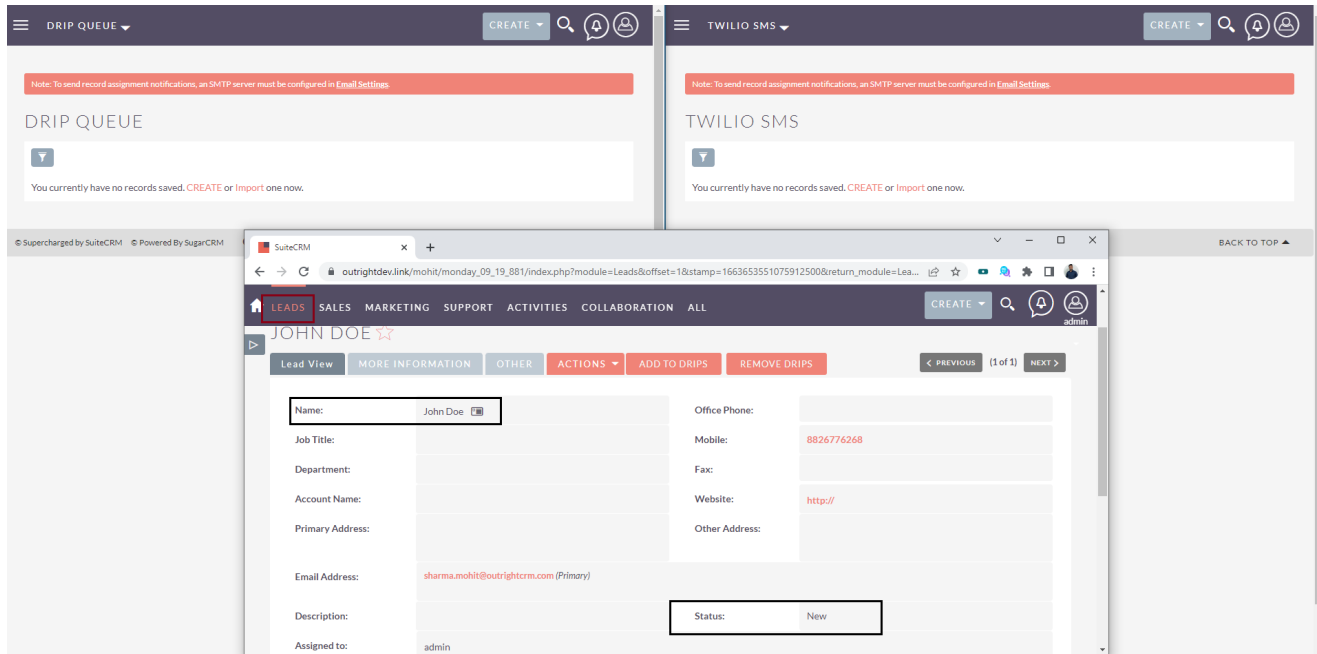 DRIP QUEUE
CREATE
Note: To send record assignment notifications, an SMTP server must be configured in Email Settings.
DRIP QUEUE
You currently have no records saved. CREATE or Import one now.
© Supercharged by SuiteCRM © Powered By SugarCRM
TWILIO SMS
CREATE
Note: To send record assignment notifications, an SMTP server must be configured in Email Settings.
TWILIO SMS
You currently have no records saved. CREATE or Import one now.
BACK TO TOP
SuiteCRM
outrightdev.link/mohit/monday_09_19_881/index.php?module=Leads&offset=1&stamp=1663653551075912500&return_module=Lea...
LEADS SALES MARKETING SUPPORT ACTIVITIES COLLABORATION ALL CREATE
admin
JOHN DOE
Lead View MORE INFORMATION OTHER ACTIONS ADD TO DRIPS REMOVE DRIPS PREVIOUS (1 of 1) NEXT
Name: John Doe Office Phone:
Job Title: Mobile: 8826776268
Department: Fax:
Account Name: Website: http://
Primary Address: Other Address:
Email Address: sharma.mohit@outrightcrm.com (Primary)
Description: Status: New
Assigned to: admin